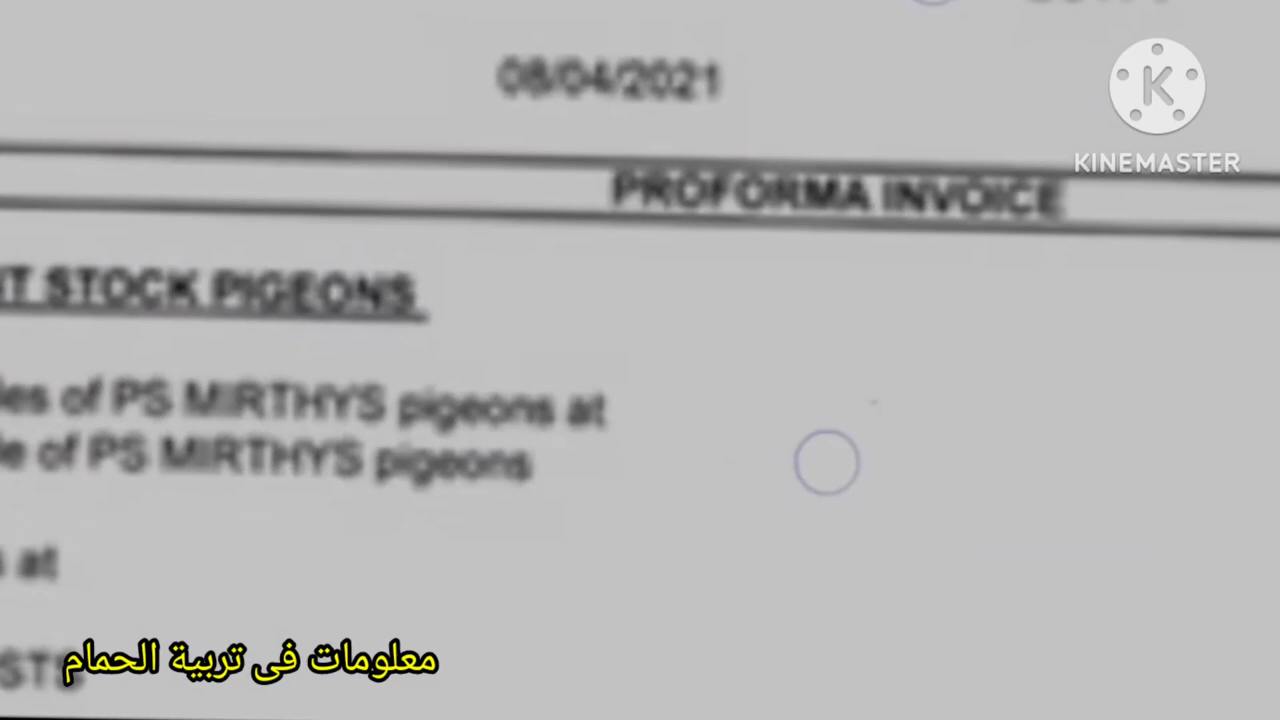 08/04/2021
KINEMASTER
PROFORMA INVOICE
STOCK PIGEONS
of PS MIRTHYS pigeons at
of PS MIRTHYS pigeons
at
معلومات فى تربية الحمام